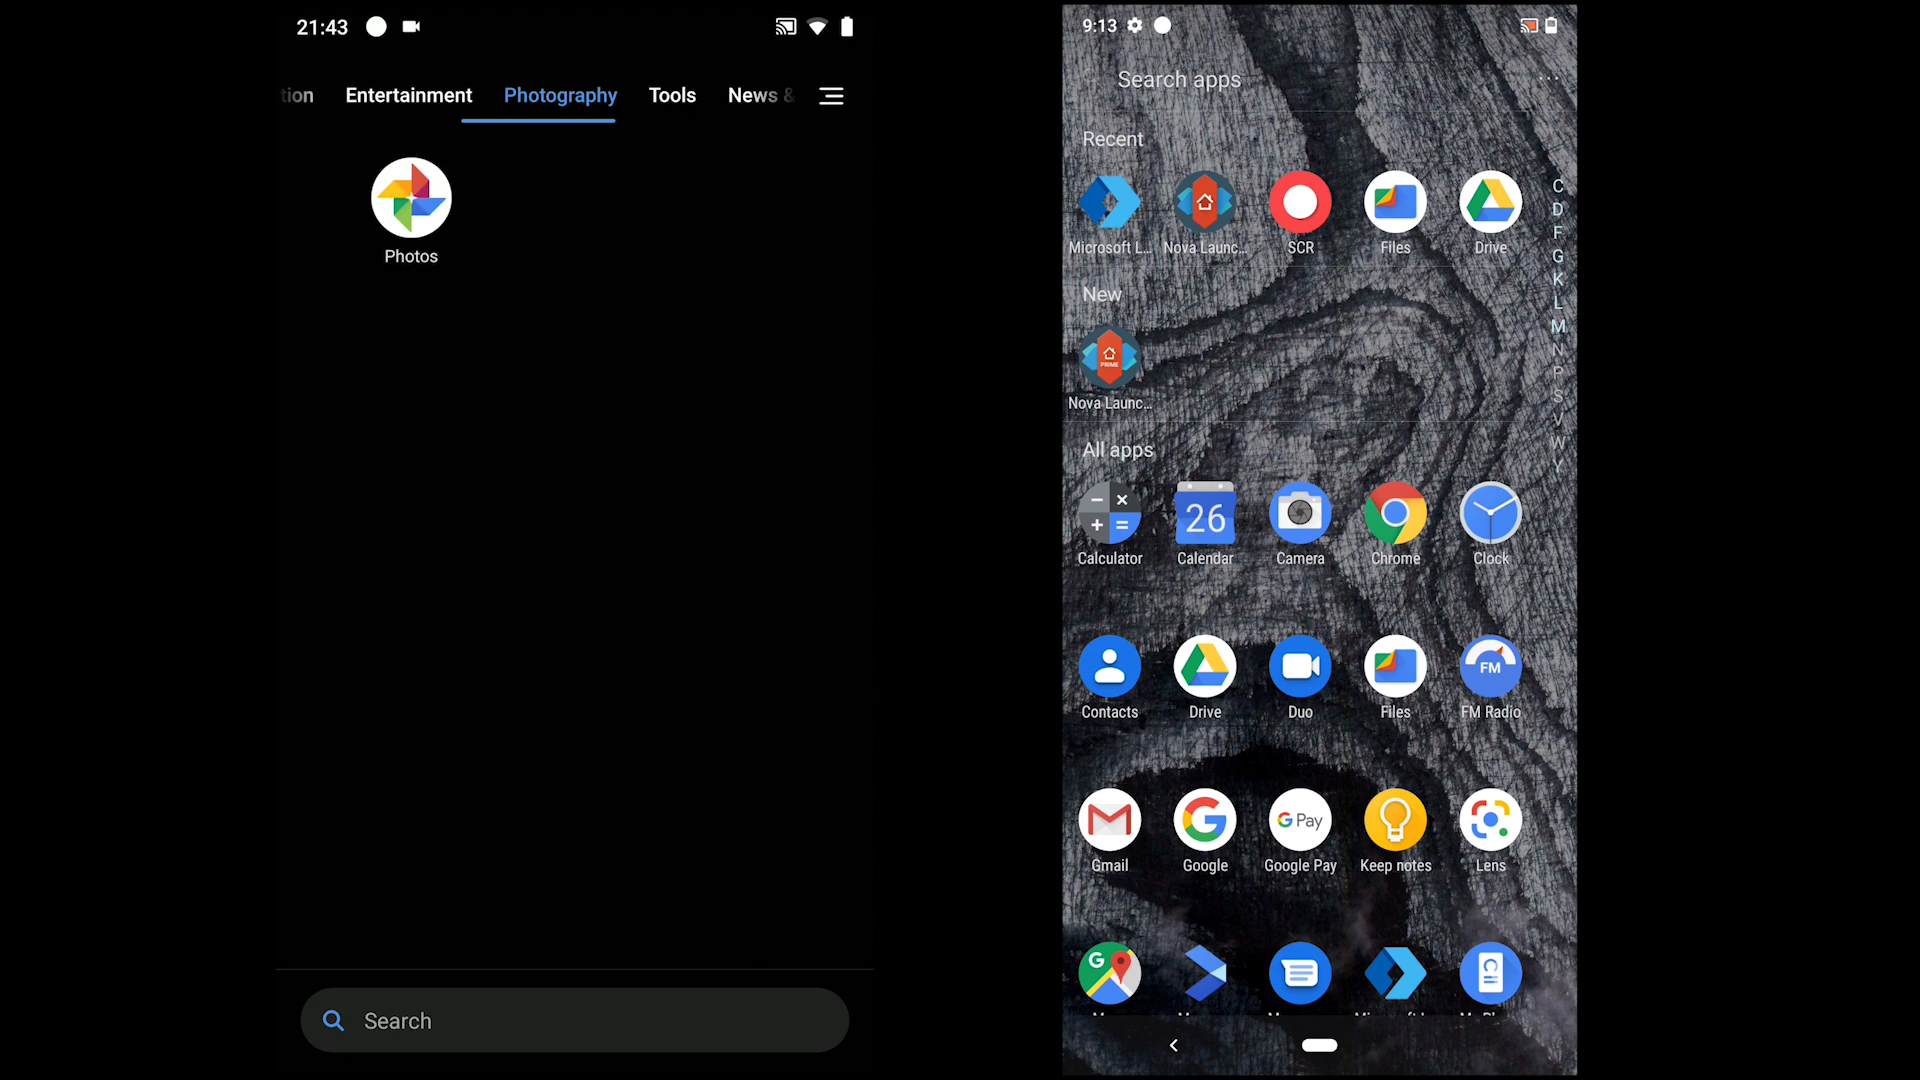 21:43
tion Entertainment Photography Tools News &
Photos
Search
9:13
Search apps
Recent
Microsoft L... Nova Launc... SCR Files Drive
New
PRIME
Nova Launc...
All apps
26
Calculator Calendar Camera Chrome Clock
FM
Contacts Drive Duo Files FM Radio
G Pay
Gmail Google Google Pay Keep notes Lens
C
D
F
G
K
L
M
N
P
S
V
W
Y